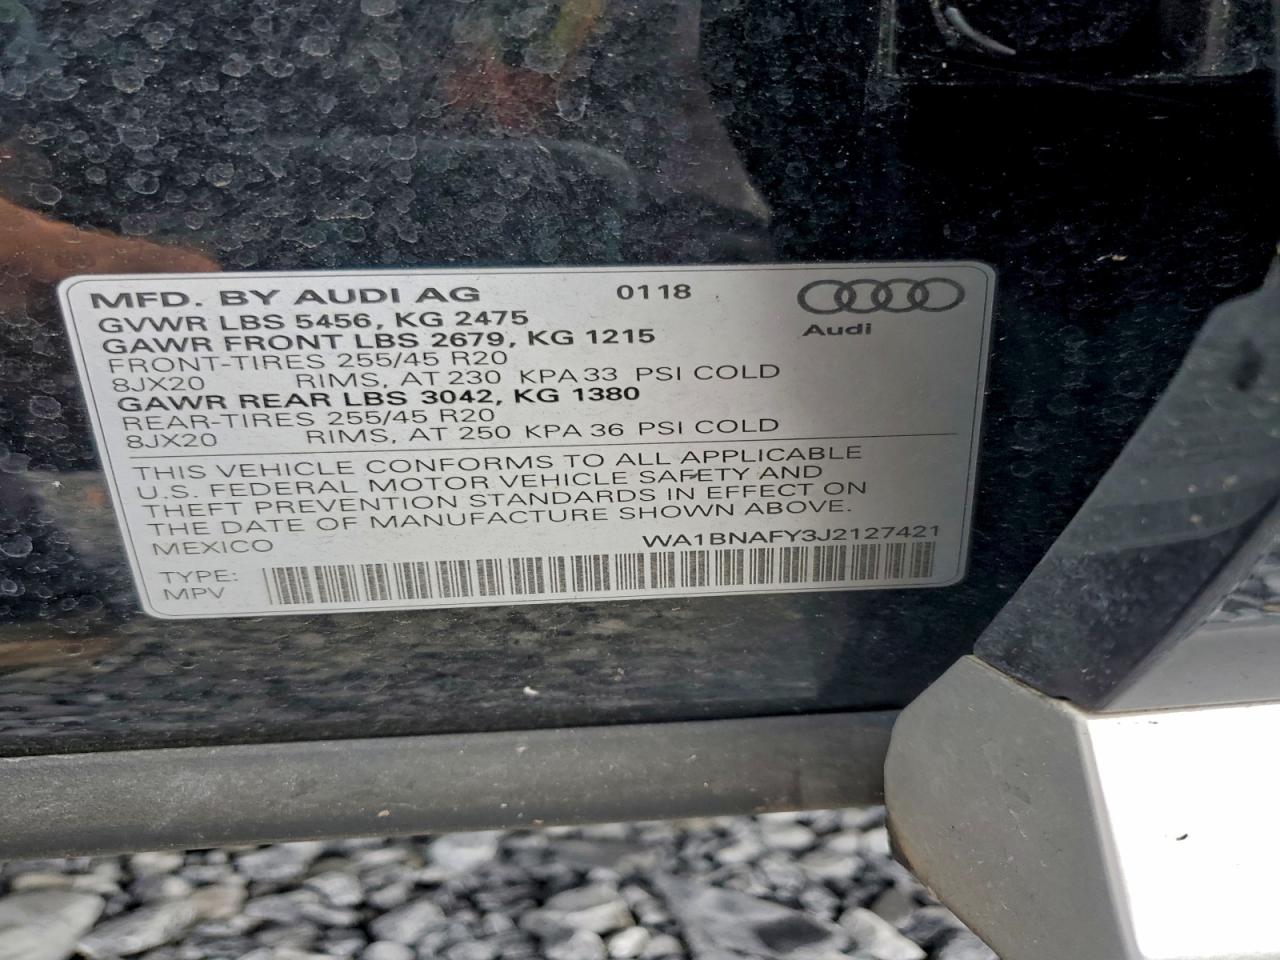 MFD. BY AUDI AG 0118
Audi
GVWR LBS 5456, KG 2475
GAWR FRONT LBS 2679, KG 1215
FRONT-TIRES 255/45 R20
8JX20 RIMS, AT 230 KPA 33 PSI COLD
GAWR REAR LBS 3042, KG 1380
REAR-TIRES 255/45 R20
8JX20 RIMS, AT 250 KPA 36 PSI COLD
THIS VEHICLE CONFORMS TO ALL APPLICABLE
U.S. FEDERAL MOTOR VEHICLE SAFETY AND
THEFT PREVENTION STANDARDS IN EFFECT ON
THE DATE OF MANUFACTURE SHOWN ABOVE.
MEXICO WA1BNAFY3J2127421
TYPE:
MPV